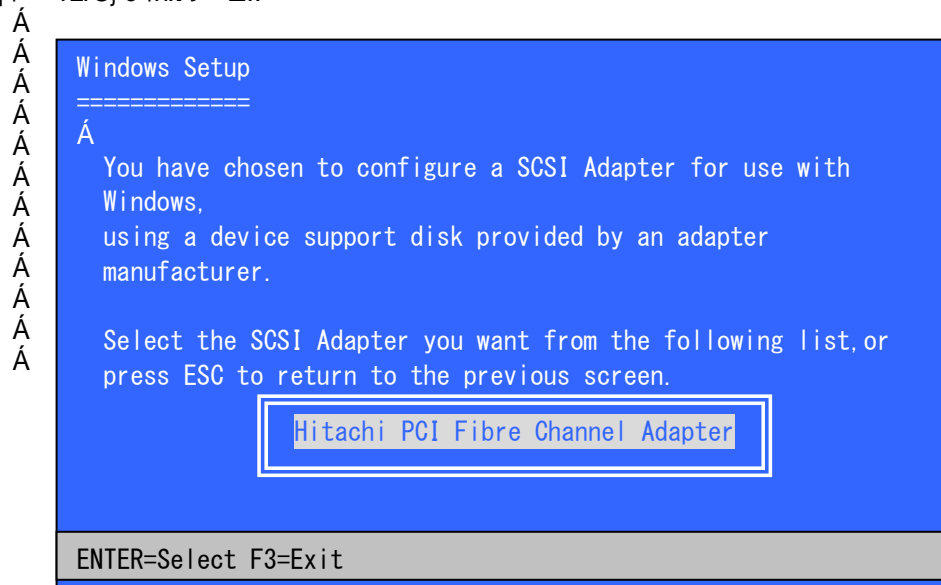 Á
Á
Á
Á
Á
Á
Á
Á
Á
Á
Á
Á
Windows Setup
=============
Á
You have chosen to configure a SCSI Adapter for use with
Windows,
using a device support disk provided by an adapter
manufacturer.
Select the SCSI Adapter you want from the following list,or
press ESC to return to the previous screen.
Hitachi PCI Fibre Channel Adapter
ENTER=Select F3=Exit